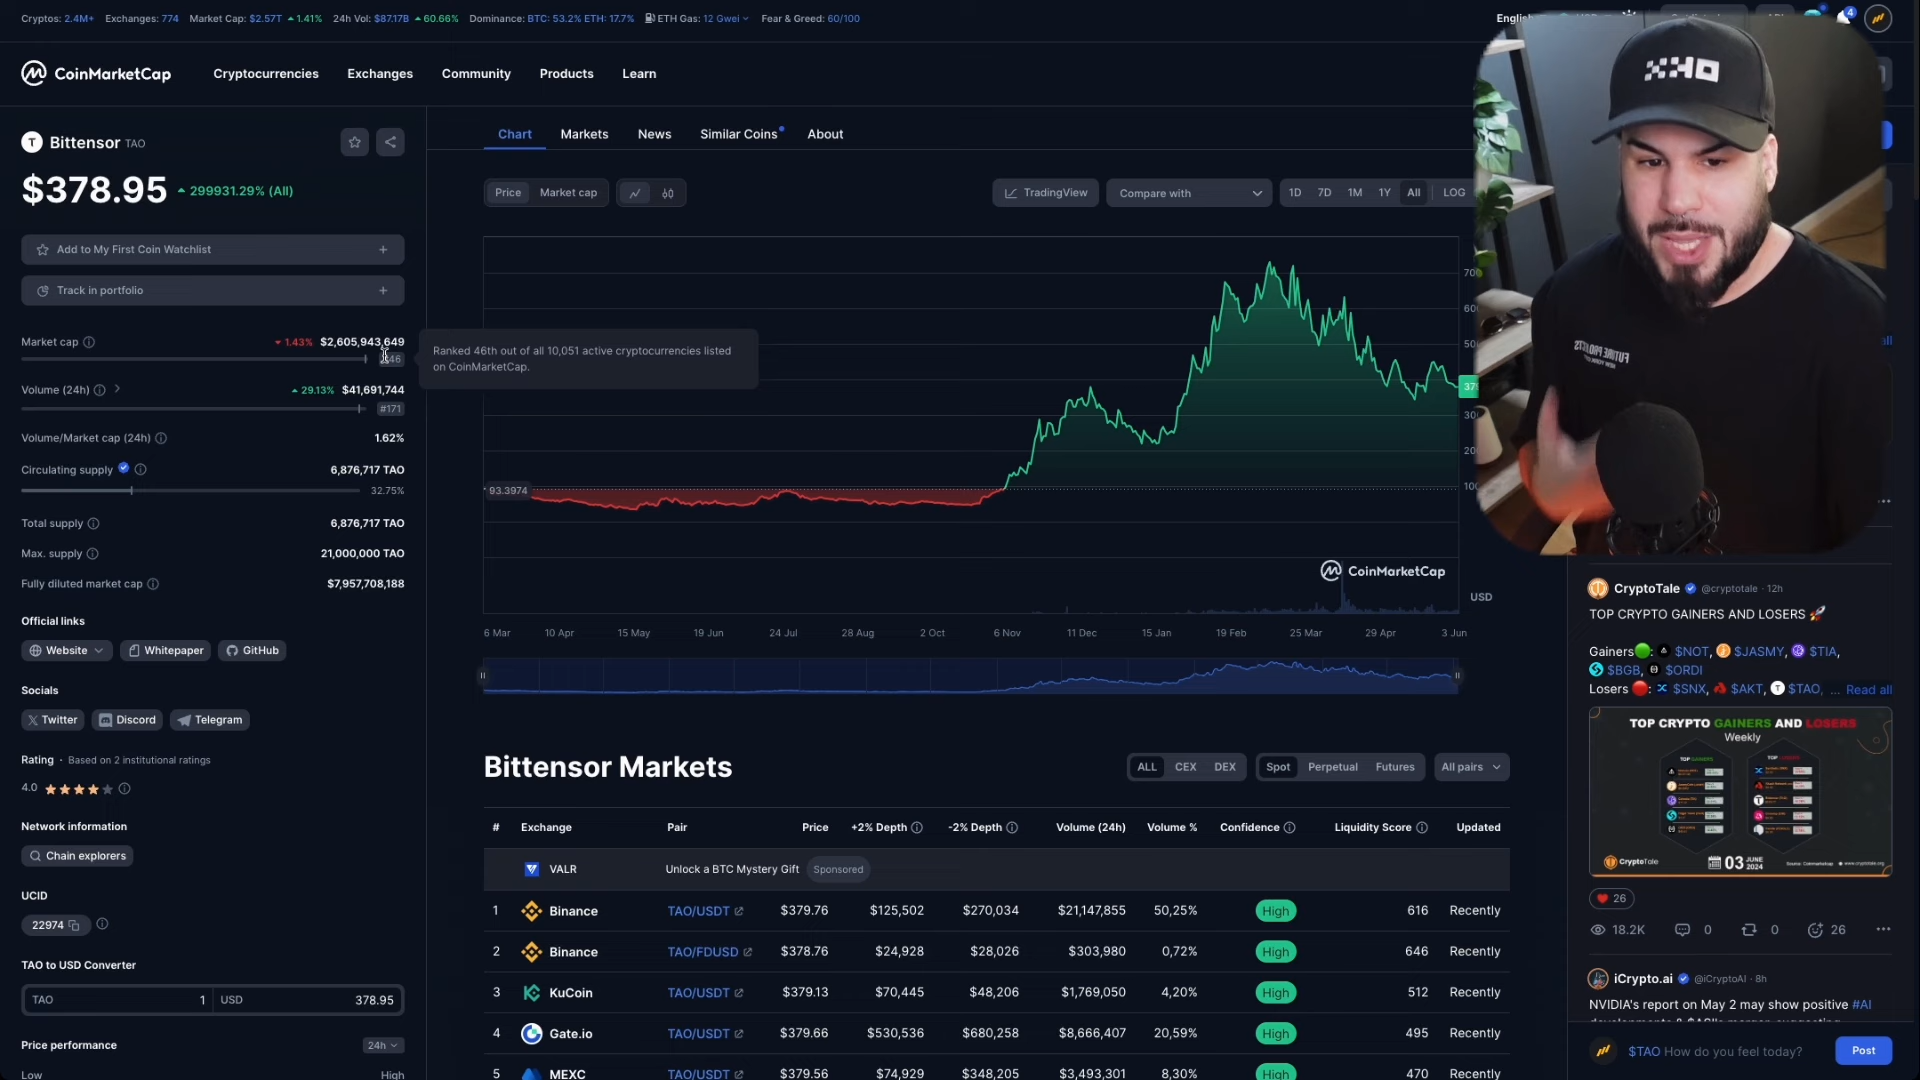 Cryptos: 2.4M+ Exchanges: 774 Market Cap: $2.57T 1.41% 24h Vol: $87.17B 60.66% Dominance: BTC: 53.2% ETH: 17.7% ETH Gas: 12 Gwei Fear & Greed: 60/100
4
CoinMarketCap Cryptocurrencies Exchanges Community Products Learn
Bittensor TAO
$378.95 299931.29% (All)
Add to My First Coin Watchlist
Track in portfolio
Market cap 1.43% $2,605,943,649
Ranked 46th out of all 10,051 active cryptocurrencies listed
on CoinMarketCap.
Volume (24h) 29.13% $41,691,744
#171
Volume/Market cap (24h) 1.62%
Circulating supply 6,876,717 TAO
32.75%
Total supply 6,876,717 TAO
Max. supply 21,000,000 TAO
Fully diluted market cap $7,957,708,188
Official links
Website Whitepaper GitHub
Socials
Twitter Discord Telegram
Rating · Based on 2 institutional ratings
4.0
Network information
Chain explorers
UCID
22974
TAO to USD Converter
TAO 1 USD 378.95
Price performance 24h
Low High
Chart Markets News Similar Coins About
Price Market cap TradingView Compare with 1D 7D 1M 1Y All LOG
93.3974
CoinMarketCap
USD
6 Mar 10 Apr 15 May 19 Jun 24 Jul 28 Aug 2 Oct 6 Nov 11 Dec 15 Jan 19 Feb 25 Mar 29 Apr 3 Jun
Bittensor Markets ALL CEX DEX Spot Perpetual Futures All pairs
# Exchange Pair Price +2% Depth -2% Depth Volume (24h) Volume % Confidence Liquidity Score Updated
VALR Unlock a BTC Mystery Gift Sponsored
1 Binance TAO/USDT $379.76 $125,502 $270,034 $21,147,855 50,25% High 616 Recently
2 Binance TAO/FDUSD $378.76 $24,928 $28,026 $303,980 0,72% High 646 Recently
3 KuCoin TAO/USDT $379.13 $70,445 $48,206 $1,769,050 4,20% High 512 Recently
4 Gate.io TAO/USDT $379.66 $530,536 $680,258 $8,666,407 20,59% High 495 Recently
5 MEXC TAO/USDT $379.56 $74,929 $348,205 $3,493,301 8,30% High 470 Recently
FUTURE PROJECTS
CryptoTale @cryptotale · 12h
TOP CRYPTO GAINERS AND LOSERS 🚀
Gainers🟢: $NOT, $JASMY, $TIA,
$BGB, $ORDI
Losers 🔴: $SNX, $AKT, $TAO, ... Read all
TOP CRYPTO GAINERS AND LOSERS
Weekly
CryptoTale 03 JUNE 2024
26
18.2K 0 0 26
iCrypto.ai @iCryptoAI · 8h
NVIDIA's report on May 2 may show positive #AI
$TAO How do you feel today? Post